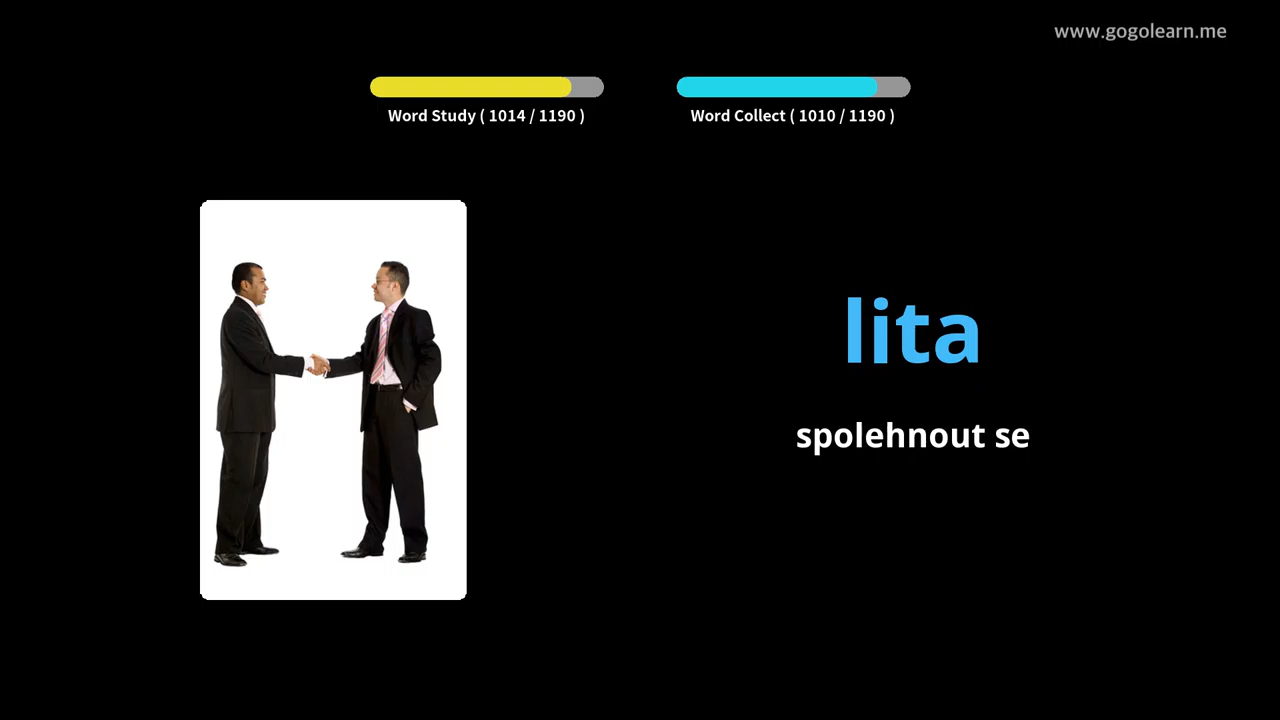 www.gogolearn.me
Word Study ( 1014 / 1190 )
Word Collect ( 1010 / 1190 )
lita
spolehnout se